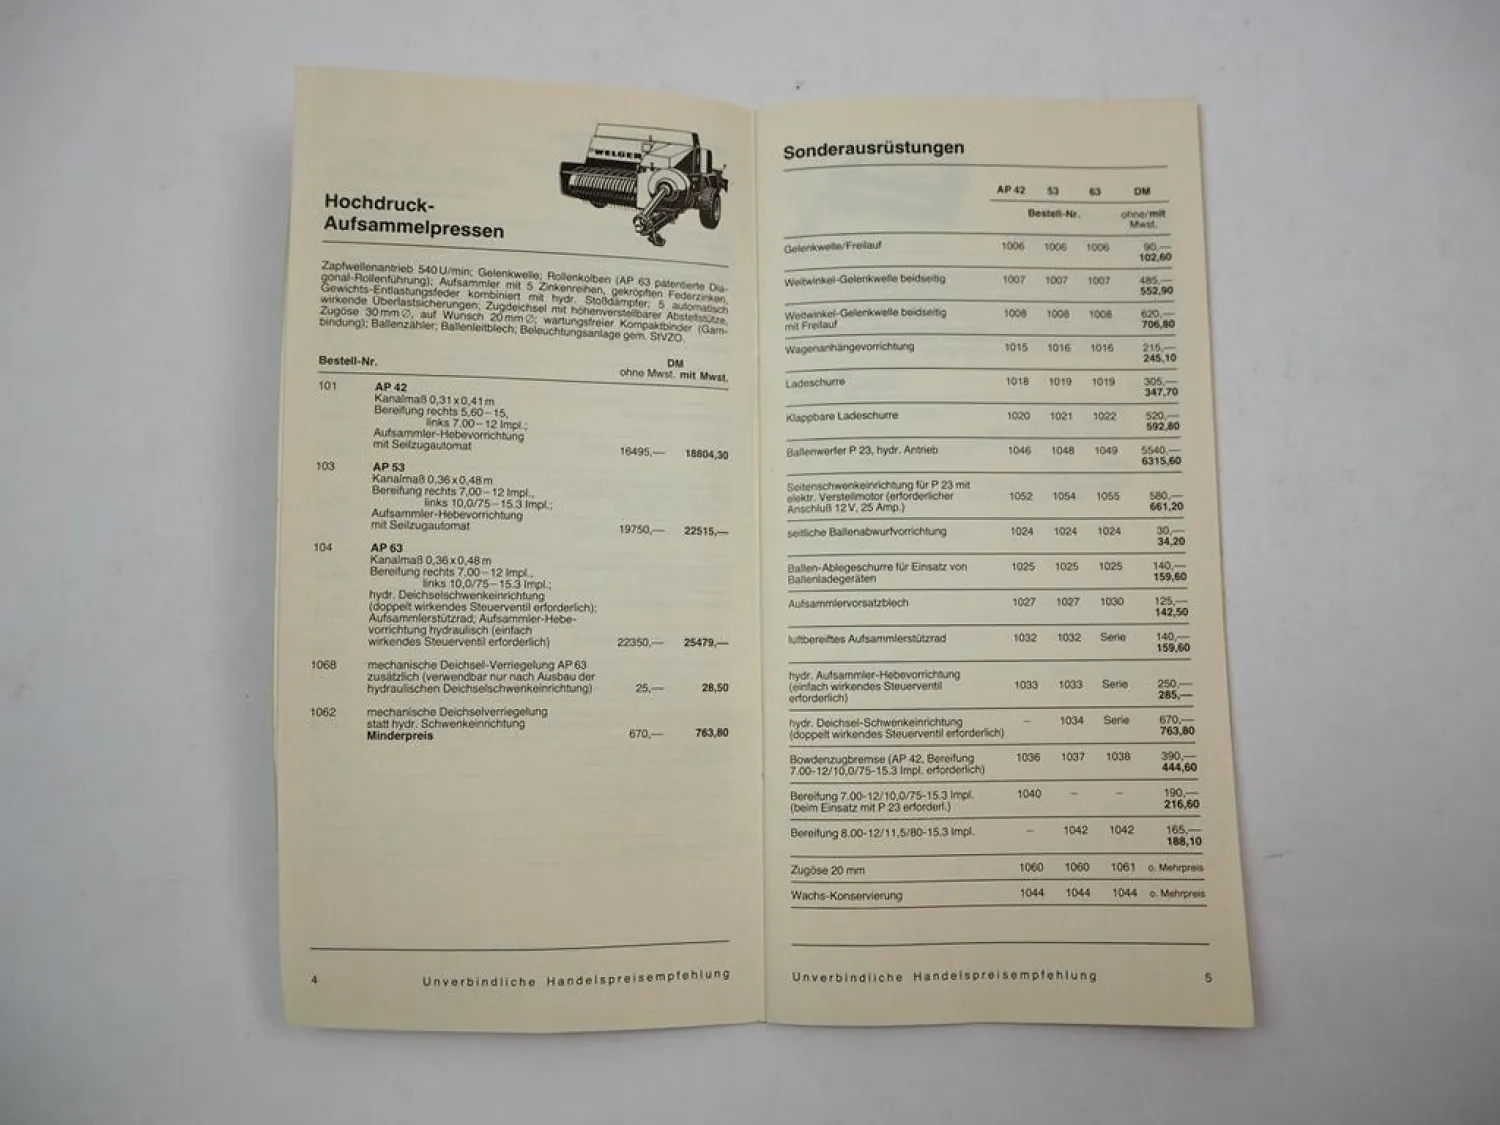 WELGER
Hochdruck-
Aufsammelpressen
Zapfwellenantrieb 540 U/min; Gelenkwelle; Rollenkolben (AP 63 patentierte Dia-
gonal-Rollenführung); Aufsammler mit 5 Zinkenreihen, gekröpften Federzinken,
Gewichts-Entlastungsfeder kombiniert mit hydr. Stoßdämpfer; 5 automatisch
wirkende Überlastsicherungen; Zugdeichsel mit höhenverstellbarer Abstellstütze,
Zugöse 30 mm ∅, auf Wunsch 20 mm ∅; wartungsfreier Kompaktbinder (Garn-
bindung); Ballenzähler; Ballenleitblech; Beleuchtungsanlage gem. StVZO.
Bestell-Nr. DM
ohne Mwst. mit Mwst.
101 AP 42
Kanalmaß 0,31 x 0,41 m
Bereifung rechts 5,60–15,
links 7.00–12 Impl.;
Aufsammler-Hebevorrichtung
mit Seilzugautomat 16495,— 18804,30
103 AP 53
Kanalmaß 0,36 x 0,48 m
Bereifung rechts 7,00–12 Impl.,
links 10,0/75–15.3 Impl.;
Aufsammler-Hebevorrichtung
mit Seilzugautomat 19750,— 22515,—
104 AP 63
Kanalmaß 0,36 x 0,48 m
Bereifung rechts 7,00–12 Impl.,
links 10,0/75–15.3 Impl.;
hydr. Deichselschwenkeinrichtung
(doppelt wirkendes Steuerventil erforderlich);
Aufsammlerstützrad; Aufsammler-Hebe-
vorrichtung hydraulisch (einfach
wirkendes Steuerventil erforderlich) 22350,— 25479,—
1068 mechanische Deichsel-Verriegelung AP 63
zusätzlich (verwendbar nur nach Ausbau der
hydraulischen Deichselschwenkeinrichtung) 25,— 28,50
1062 mechanische Deichselverriegelung
statt hydr. Schwenkeinrichtung
Minderpreis 670,— 763,80
4 Unverbindliche Handelspreisempfehlung
Sonderausrüstungen
AP 42 53 63 DM
Bestell-Nr. ohne/mit
Mwst.
Gelenkwelle/Freilauf 1006 1006 1006 90,—
102,60
Weitwinkel-Gelenkwelle beidseitig 1007 1007 1007 485,—
552,90
Weitwinkel-Gelenkwelle beidseitig 1008 1008 1008 620,—
mit Freilauf 706,80
Wagenanhängevorrichtung 1015 1016 1016 215,—
245,10
Ladeschurre 1018 1019 1019 305,—
347,70
Klappbare Ladeschurre 1020 1021 1022 520,—
592,80
Ballenwerfer P 23, hydr. Antrieb 1046 1048 1049 5540,—
6315,60
Seitenschwenkeinrichtung für P 23 mit
elektr. Verstellmotor (erforderlicher 1052 1054 1055 580,—
Anschluß 12 V, 25 Amp.) 661,20
seitliche Ballenabwurfvorrichtung 1024 1024 1024 30,—
34,20
Ballen-Ablegeschurre für Einsatz von 1025 1025 1025 140,—
Ballenladegeräten 159,60
Aufsammlervorsatzblech 1027 1027 1030 125,—
142,50
luftbereiftes Aufsammlerstützrad 1032 1032 Serie 140,—
159,60
hydr. Aufsammler-Hebevorrichtung
(einfach wirkendes Steuerventil 1033 1033 Serie 250,—
erforderlich) 285,—
hydr. Deichsel-Schwenkeinrichtung – 1034 Serie 670,—
(doppelt wirkendes Steuerventil erforderlich) 763,80
Bowdenzugbremse (AP 42, Bereifung 1036 1037 1038 390,—
7.00-12/10,0/75-15.3 Impl. erforderlich) 444,60
Bereifung 7.00-12/10,0/75-15.3 Impl. 1040 – – 190,—
(beim Einsatz mit P 23 erforderl.) 216,60
Bereifung 8.00-12/11,5/80-15.3 Impl. – 1042 1042 165,—
188,10
Zugöse 20 mm 1060 1060 1061 o. Mehrpreis
Wachs-Konservierung 1044 1044 1044 o. Mehrpreis
Unverbindliche Handelspreisempfehlung 5